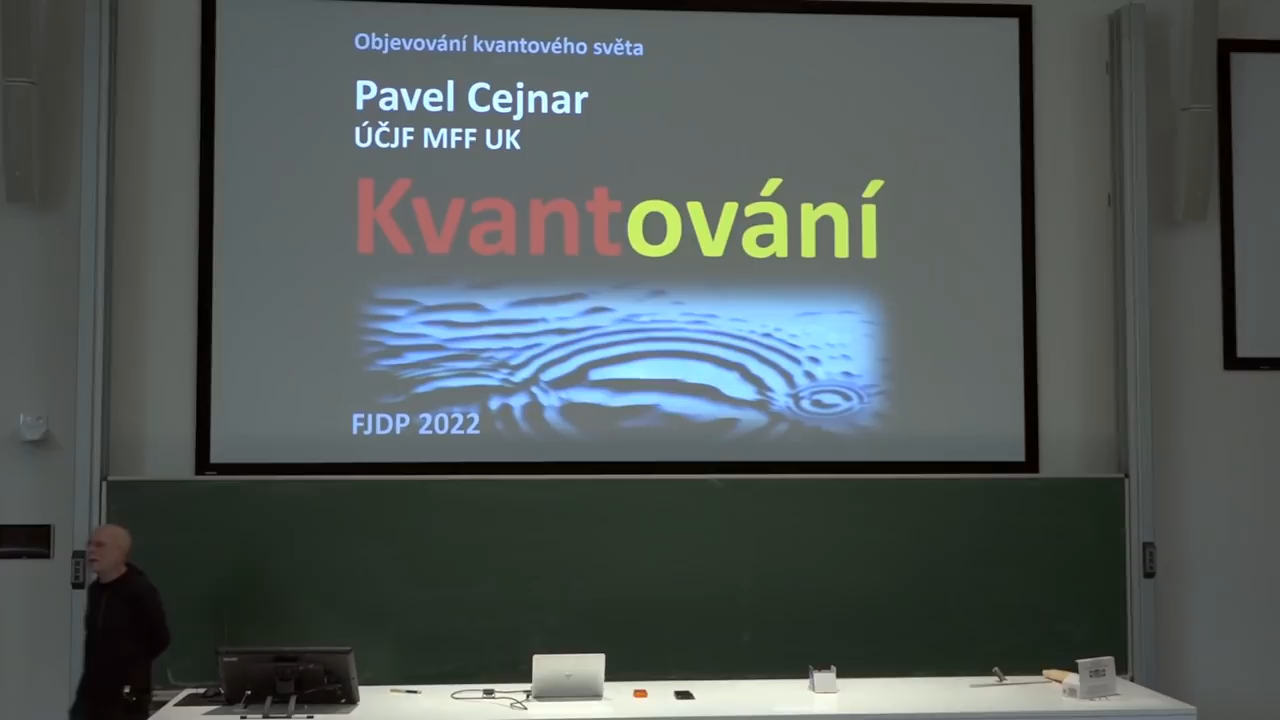 Objevování kvantového světa
Pavel Cejnar
ÚČJF MFF UK
Kvantování
FJDP 2022